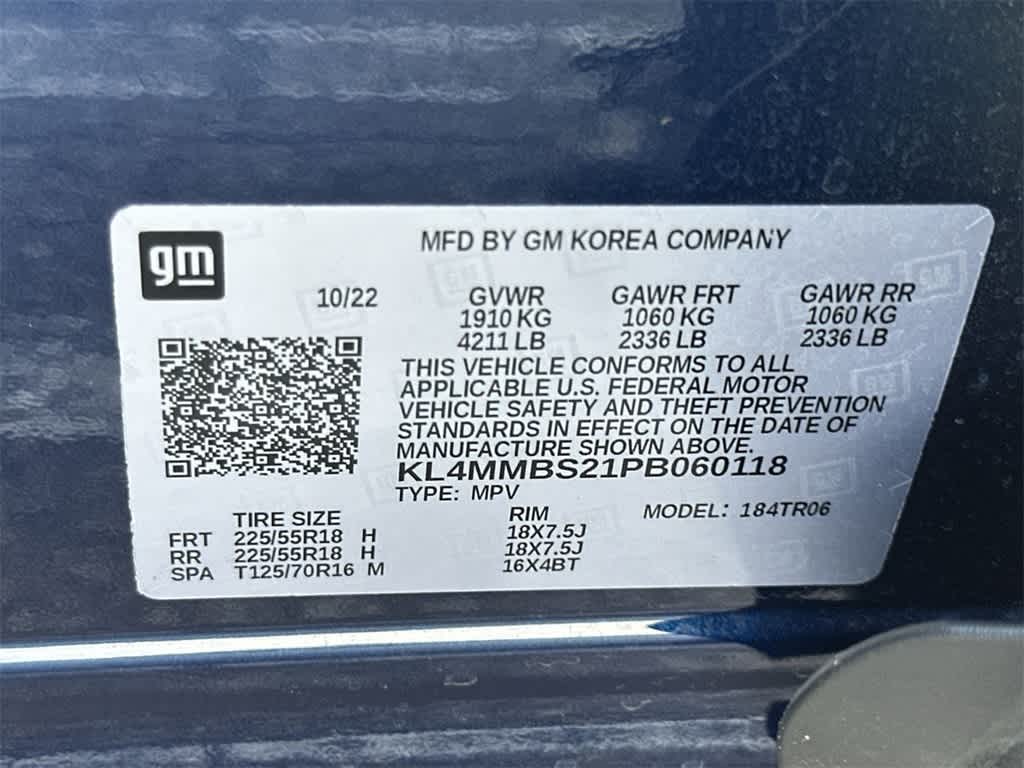 gm
MFD BY GM KOREA COMPANY
10/22 GVWR GAWR FRT GAWR RR
1910 KG 1060 KG 1060 KG
4211 LB 2336 LB 2336 LB
THIS VEHICLE CONFORMS TO ALL
APPLICABLE U.S. FEDERAL MOTOR
VEHICLE SAFETY AND THEFT PREVENTION
STANDARDS IN EFFECT ON THE DATE OF
MANUFACTURE SHOWN ABOVE.
KL4MMBS21PB060118
TYPE: MPV
TIRE SIZE RIM MODEL: 184TR06
FRT 225/55R18 H 18X7.5J
RR 225/55R18 H 18X7.5J
SPA T125/70R16 M 16X4BT